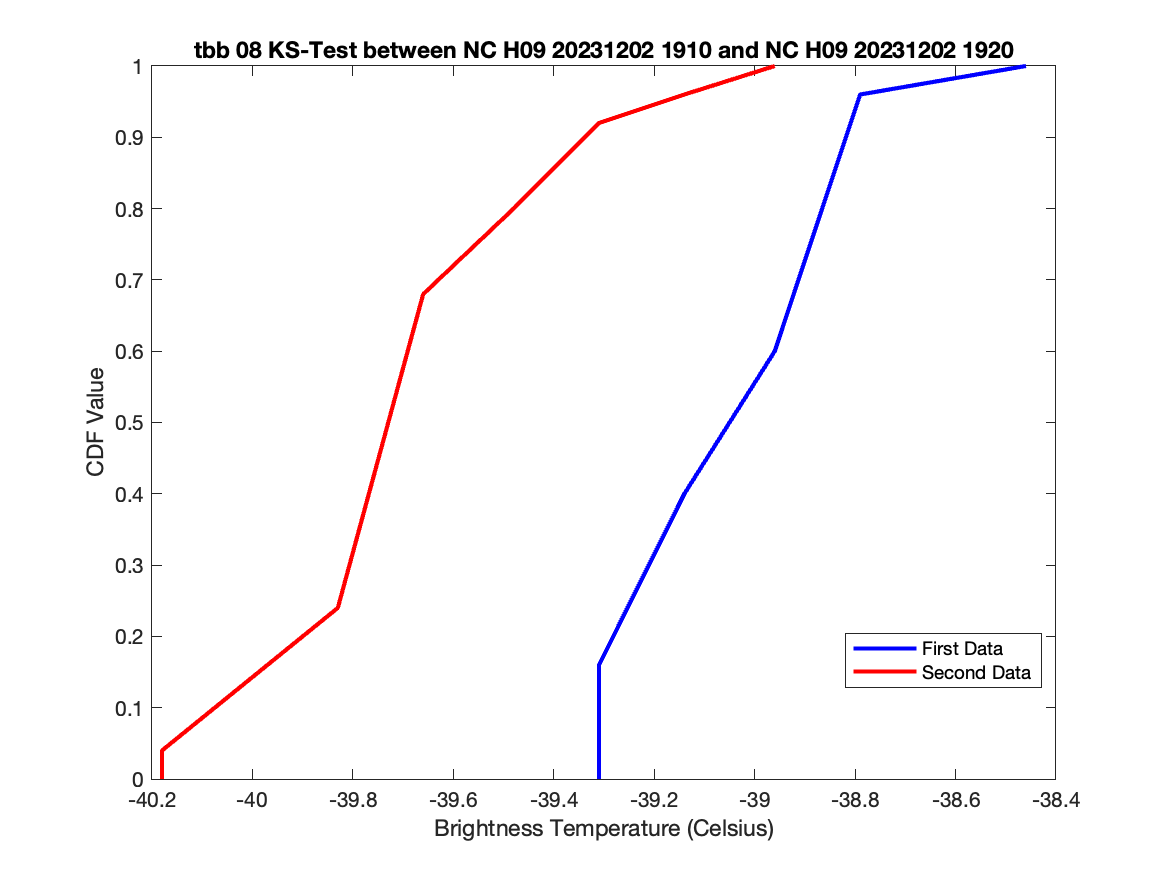 tbb 08 KS-Test between NC H09 20231202 1910 and NC H09 20231202 1920
1
0.9
0.8
0.7
0.6
0.5
0.4
0.3
0.2
0.1
0
CDF Value
First Data
Second Data
-40.2 -40 -39.8 -39.6 -39.4 -39.2 -39 -38.8 -38.6 -38.4
Brightness Temperature (Celsius)